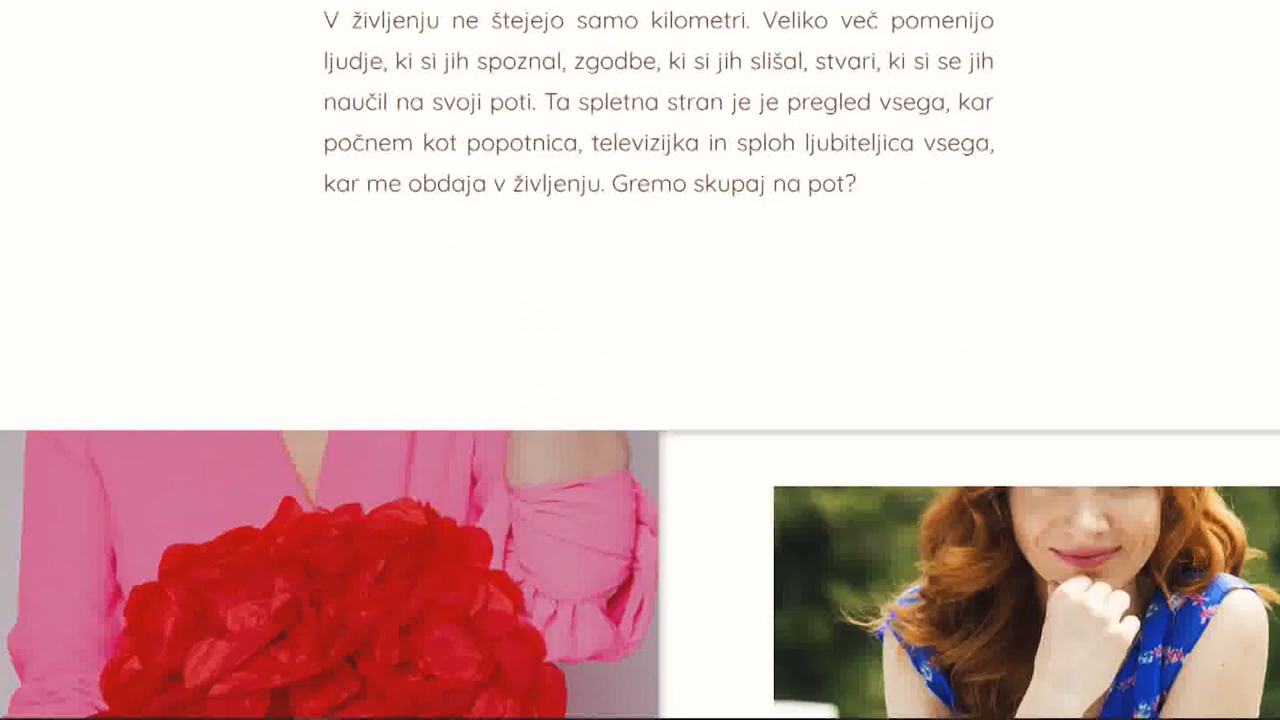 V življenju ne štejejo samo kilometri. Veliko več pomenijo
ljudje, ki si jih spoznal, zgodbe, ki si jih slišal, stvari, ki si se jih
naučil na svoji poti. Ta spletna stran je je pregled vsega, kar
počnem kot popotnica, televizijka in sploh ljubiteljica vsega,
kar me obdaja v življenju. Gremo skupaj na pot?